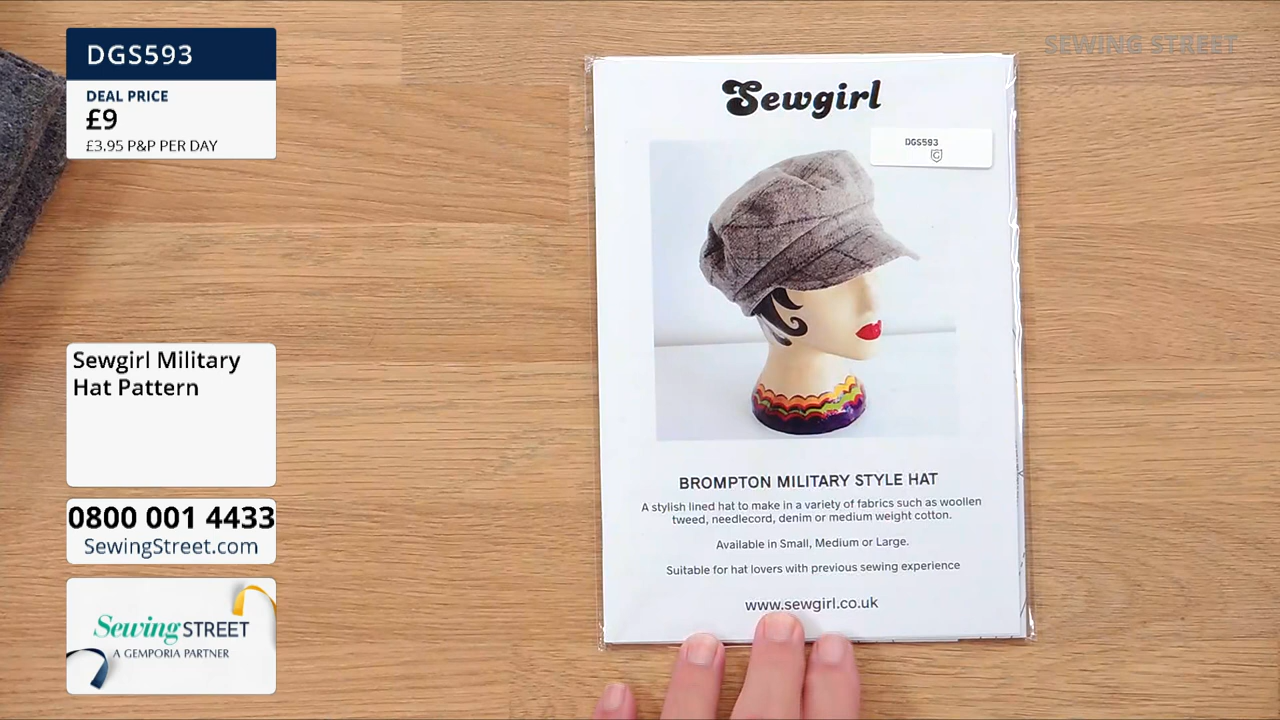 DGS593
DEAL PRICE
£9
£3.95 P&P PER DAY
Sewgirl Military
Hat Pattern
0800 001 4433
SewingStreet.com
Sewing STREET
A GEMPORIA PARTNER
SEWING STREET
Sewgirl
DGS593
BROMPTON MILITARY STYLE HAT
A stylish lined hat to make in a variety of fabrics such as woollen
tweed, needlecord, denim or medium weight cotton.
Available in Small, Medium or Large.
Suitable for hat lovers with previous sewing experience
www.sewgirl.co.uk